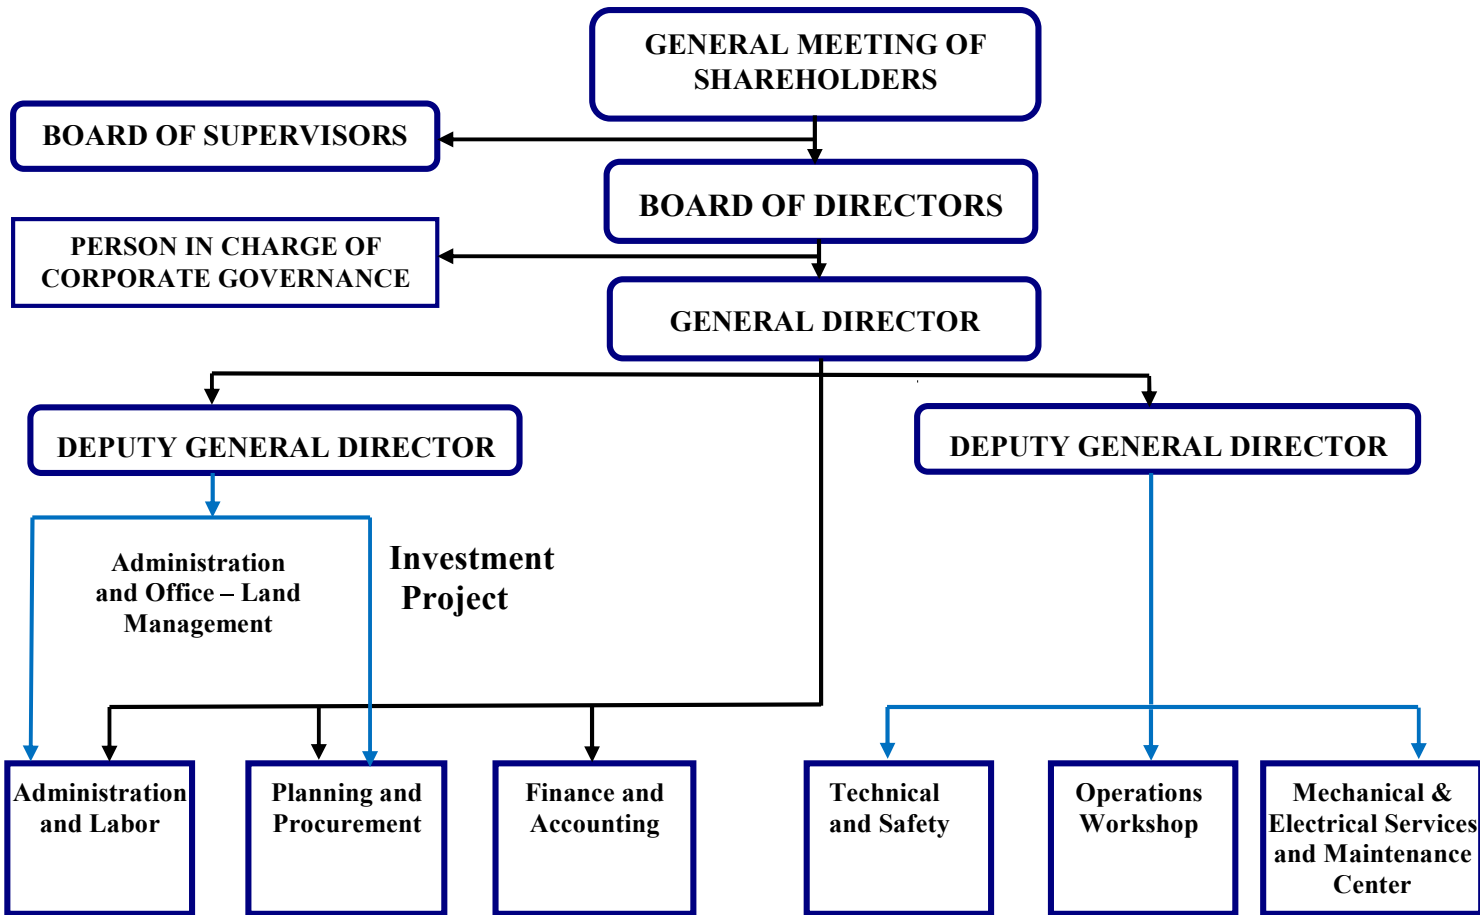 GENERAL MEETING OF
SHAREHOLDERS
BOARD OF SUPERVISORS
BOARD OF DIRECTORS
PERSON IN CHARGE OF
CORPORATE GOVERNANCE
GENERAL DIRECTOR
DEPUTY GENERAL DIRECTOR
DEPUTY GENERAL DIRECTOR
Administration
and Office – Land
Management
Investment
Project
Administration
and Labor
Planning and
Procurement
Finance and
Accounting
Technical
and Safety
Operations
Workshop
Mechanical &
Electrical Services
and Maintenance
Center